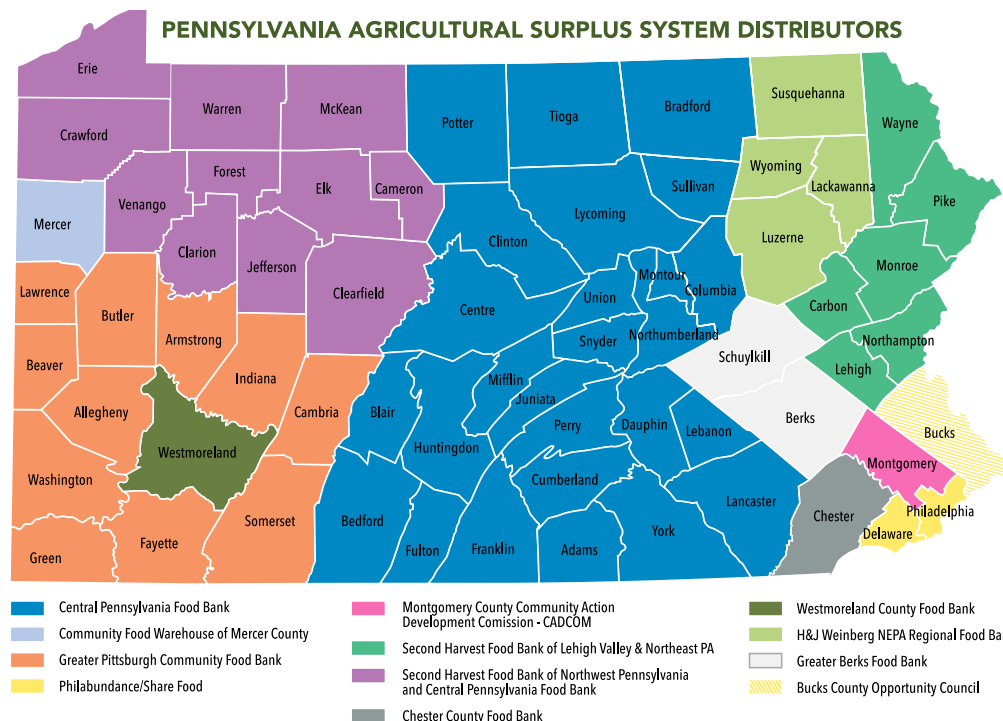 PENNSYLVANIA AGRICULTURAL SURPLUS SYSTEM DISTRIBUTORS
Erie
Warren
McKean
Crawford
Potter
Tioga
Bradford
Susquehanna
Wayne
Forest
Elk
Cameron
Venango
Mercer
Clarion
Jefferson
Clearfield
Sullivan
Wyoming
Lackawanna
Pike
Lycoming
Clinton
Luzerne
Monroe
Lawrence
Butler
Armstrong
Centre
Union
Montour
Columbia
Carbon
Beaver
Indiana
Snyder
Northumberland
Schuylkill
Northampton
Lehigh
Allegheny
Cambria
Blair
Mifflin
Juniata
Huntingdon
Perry
Dauphin
Lebanon
Berks
Bucks
Westmoreland
Washington
Cumberland
Montgomery
Lancaster
Philadelphia
Somerset
Bedford
Chester
Delaware
Green
Fayette
Fulton
Franklin
Adams
York
Central Pennsylvania Food Bank
Community Food Warehouse of Mercer County
Greater Pittsburgh Community Food Bank
Philabundance/Share Food
Montgomery County Community Action
Development Comission - CADCOM
Second Harvest Food Bank of Lehigh Valley & Northeast PA
Second Harvest Food Bank of Northwest Pennsylvania
and Central Pennsylvania Food Bank
Chester County Food Bank
Westmoreland County Food Bank
H&J Weinberg NEPA Regional Food Ba
Greater Berks Food Bank
Bucks County Opportunity Council